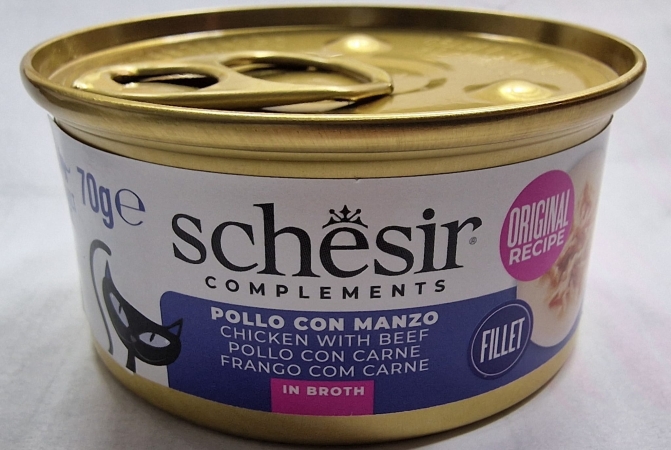 70g℮
schesir®
COMPLEMENTS
ORIGINAL
RECIPE
POLLO CON MANZO
CHICKEN WITH BEEF
POLLO CON CARNE
FRANGO COM CARNE
IN BROTH
FILLET